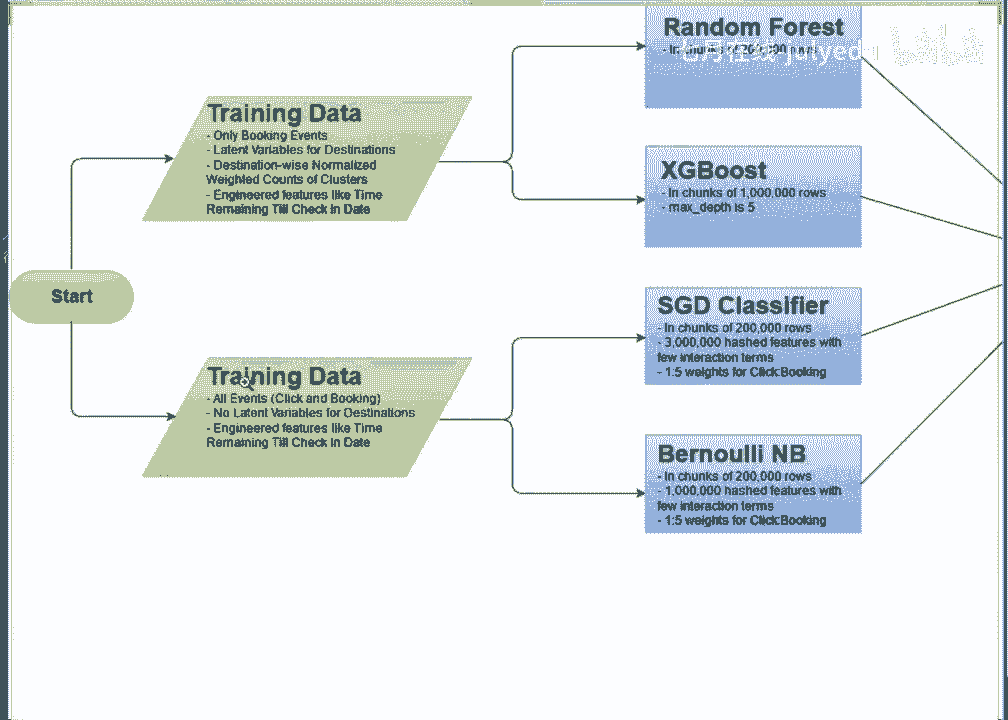 Random Forest
- In chunks of 200,000 rows
julyedu
Training Data
- Only Booking Events
- Latent Variables for Destinations
- Destination-wise Normalized
Weighted Counts of Clusters
- Engineered features like Time
Remaining Till Check in Date
XGBoost
- In chunks of 1,000,000 rows
- max_depth is 5
Start
SGD Classifier
- In chunks of 200,000 rows
- 3,000,000 hashed features with
few interaction terms
- 1:5 weights for Click:Booking
Training Data
- All Events (Click and Booking)
- No Latent Variables for Destinations
- Engineered features like Time
Remaining Till Check in Date
Bernoulli NB
- In chunks of 200,000 rows
- 1,000,000 hashed features with
few interaction terms
- 1:5 weights for Click:Booking